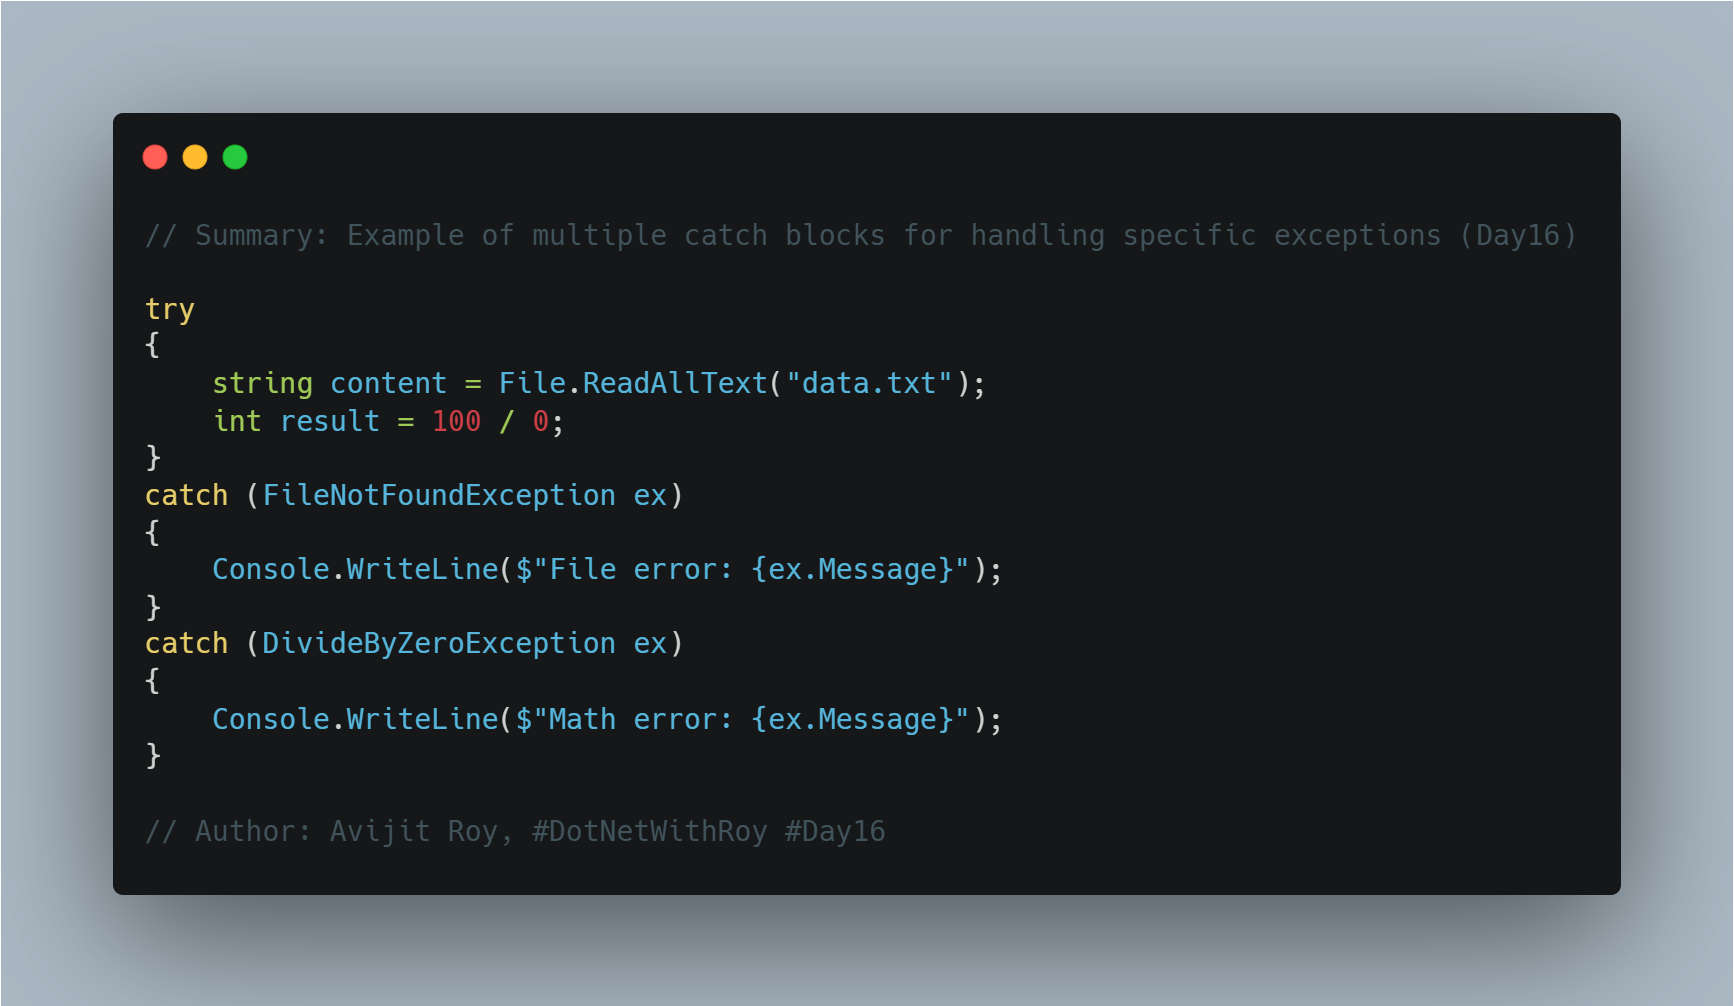 // Summary: Example of multiple catch blocks for handling specific exceptions (Day16)

try
{
    string content = File.ReadAllText("data.txt");
    int result = 100 / 0;
}
catch (FileNotFoundException ex)
{
    Console.WriteLine($"File error: {ex.Message}");
}
catch (DivideByZeroException ex)
{
    Console.WriteLine($"Math error: {ex.Message}");
}

// Author: Avijit Roy, #DotNetWithRoy #Day16